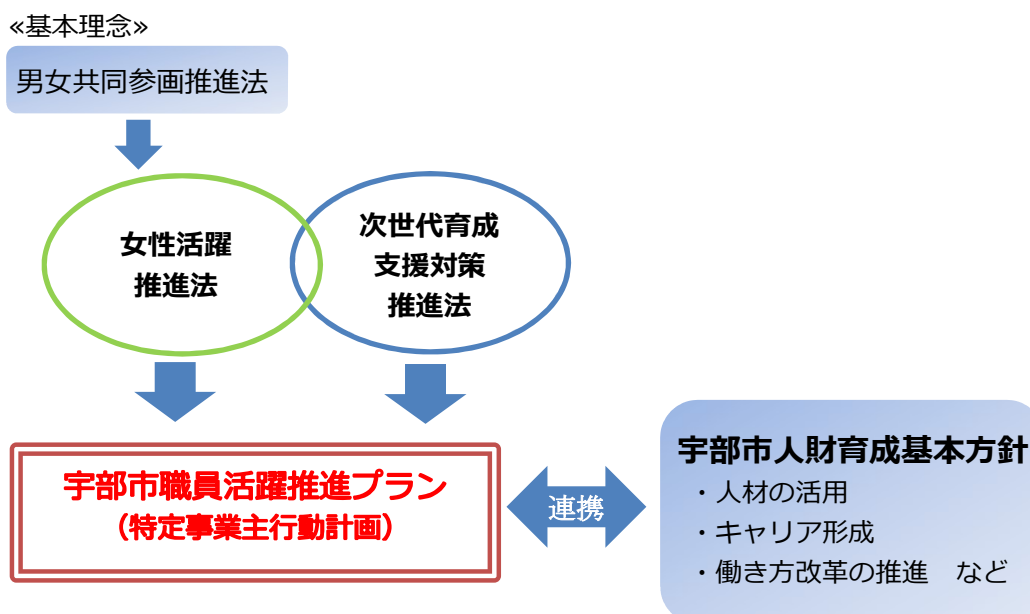 ≪基本理念≫
男女共同参画推進法
女性活躍
推進法
次世代育成
支援対策
推進法
宇部市職員活躍推進プラン
（特定事業主行動計画）
連携
宇部市人財育成基本方針
・人材の活用
・キャリア形成
・働き方改革の推進　など